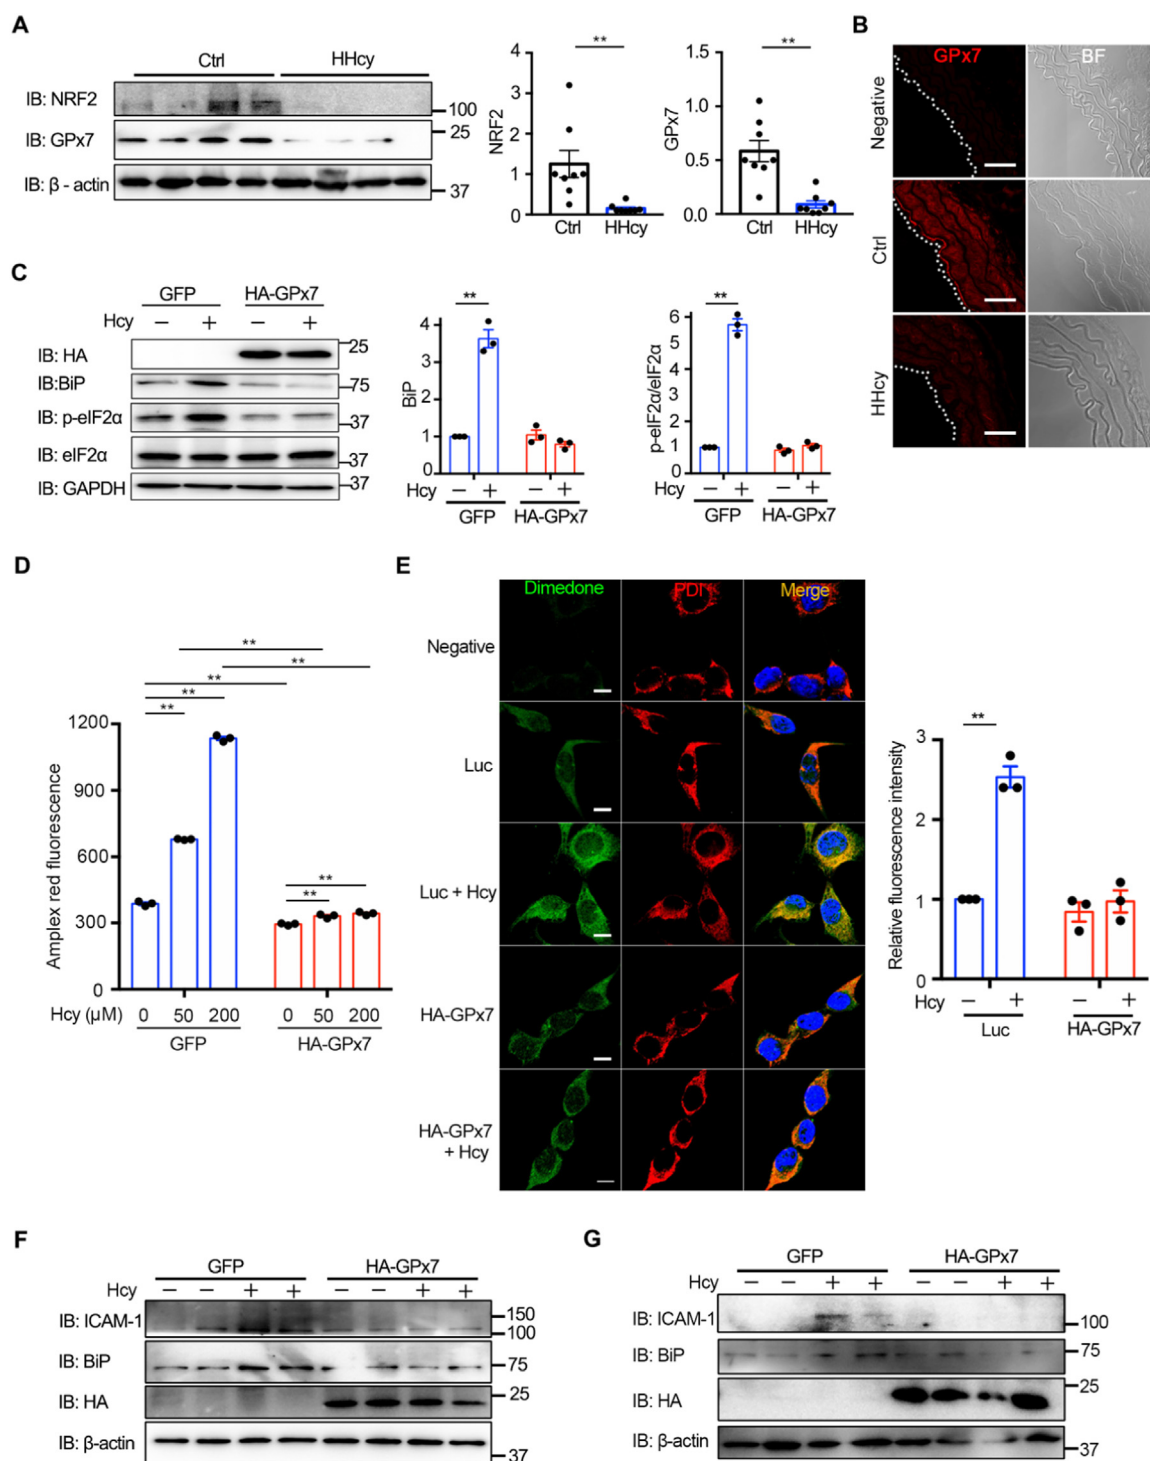 A
Ctrl HHcy
IB: NRF2 100
IB: GPx7 25
IB: β - actin 37
NRF2
4
3
2
1
0
**
Ctrl HHcy
GPx7
1.5
1.0
0.5
0.0
**
Ctrl HHcy
B
GPx7 BF
Negative
Ctrl
HHcy
C
GFP HA-GPx7
Hcy − + − +
IB: HA 25
IB:BiP 75
IB: p-eIF2α 37
IB: eIF2α 37
IB: GAPDH 37
BiP
4
3
2
1
0
**
Hcy − + − +
GFP HA-GPx7
p-eIF2α/eIF2α
6
5
4
3
2
1
0
**
Hcy − + − +
GFP HA-GPx7
D
**
**
**
**
**
Amplex red fluorescence
1200
900
600
300
0
**
**
Hcy (µM) 0 50 200 0 50 200
GFP HA-GPx7
E
Dimedone PDI Merge
Negative
Luc
Luc + Hcy
HA-GPx7
HA-GPx7
+ Hcy
Relative fluorescence intensity
3
2
1
0
**
Hcy − + − +
Luc HA-GPx7
F
GFP HA-GPx7
Hcy − − + + − − + +
IB: ICAM-1 150
100
IB: BiP 75
IB: HA 25
IB: β-actin
37
G
GFP HA-GPx7
Hcy − − + + − − + +
IB: ICAM-1 100
IB: BiP 75
IB: HA 25
IB: β-actin 37